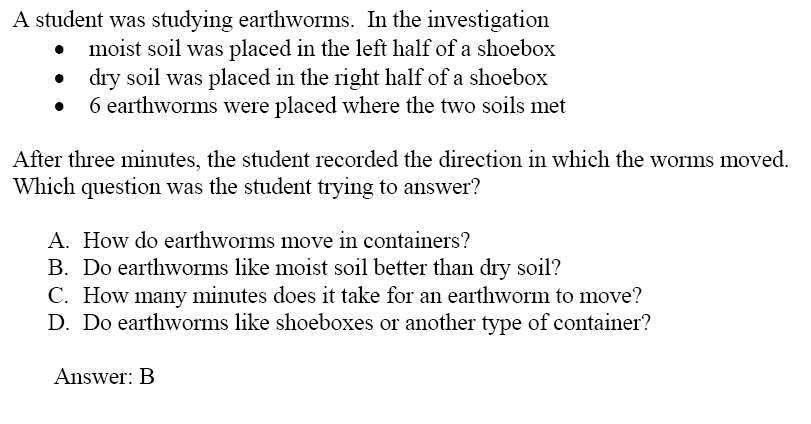 A student was studying earthworms. In the investigation
• moist soil was placed in the left half of a shoebox
• dry soil was placed in the right half of a shoebox
• 6 earthworms were placed where the two soils met
After three minutes, the student recorded the direction in which the worms moved.
Which question was the student trying to answer?
A. How do earthworms move in containers?
B. Do earthworms like moist soil better than dry soil?
C. How many minutes does it take for an earthworm to move?
D. Do earthworms like shoeboxes or another type of container?
Answer: B